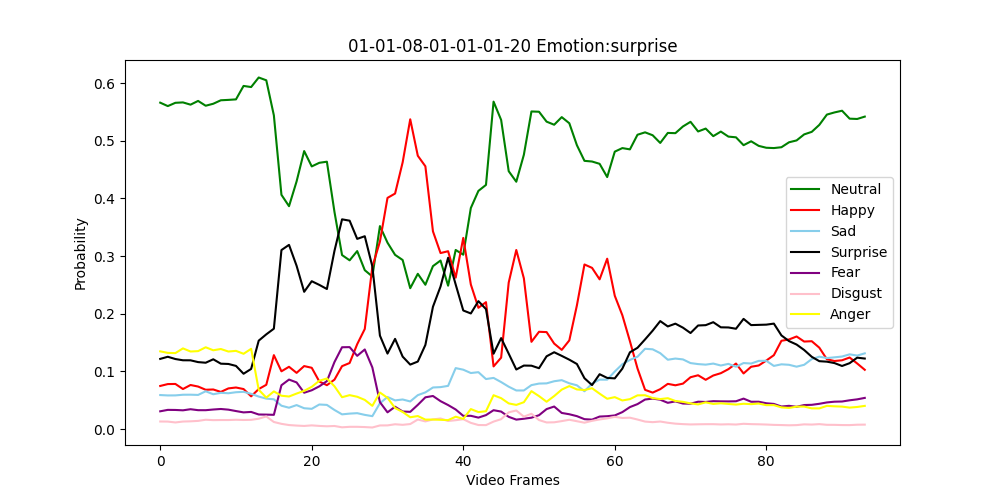 01-01-08-01-01-01-20 Emotion:surprise
0.6
0.5
0.4
0.3
0.2
0.1
0.0
Probability
0
20
40
60
80
Video Frames
Neutral
Happy
Sad
Surprise
Fear
Disgust
Anger